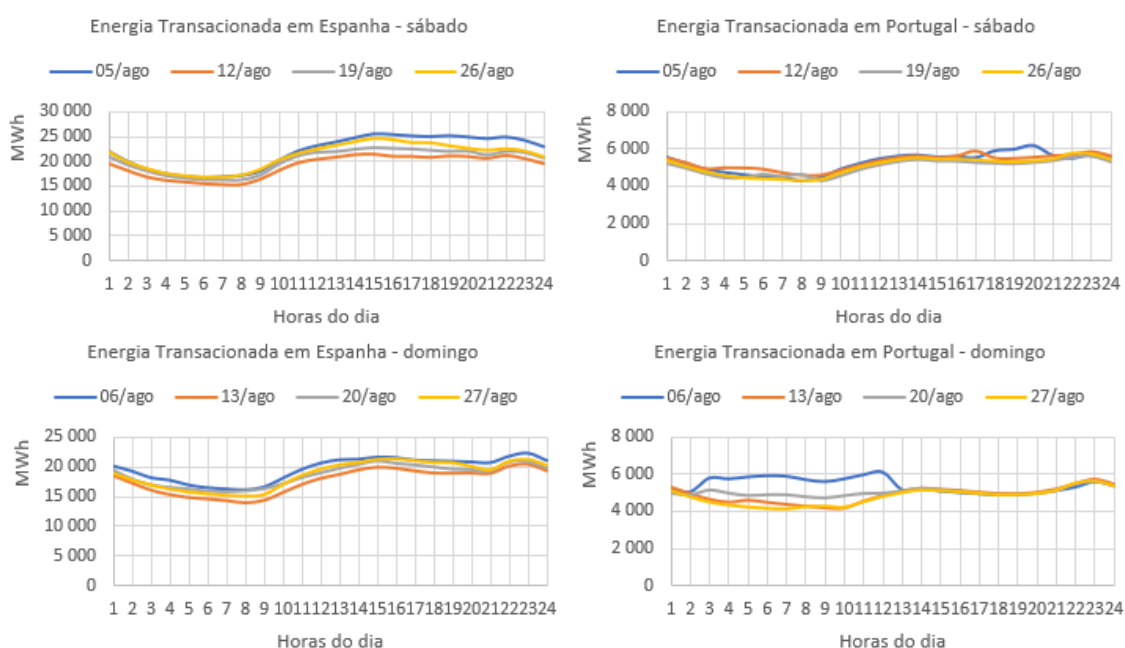 Energia Transacionada em Espanha - sábado
05/ago 12/ago 19/ago 26/ago
MWh
30 000
25 000
20 000
15 000
10 000
5 000
0
1 2 3 4 5 6 7 8 9 101112131415161718192021222324
Horas do dia
Energia Transacionada em Portugal - sábado
05/ago 12/ago 19/ago 26/ago
MWh
8 000
6 000
4 000
2 000
0
1 2 3 4 5 6 7 8 9 101112131415161718192021222324
Horas do dia
Energia Transacionada em Espanha - domingo
06/ago 13/ago 20/ago 27/ago
MWh
25 000
20 000
15 000
10 000
5 000
0
1 2 3 4 5 6 7 8 9 101112131415161718192021222324
Horas do dia
Energia Transacionada em Portugal - domingo
06/ago 13/ago 20/ago 27/ago
MWh
8 000
6 000
4 000
2 000
0
1 2 3 4 5 6 7 8 9 101112131415161718192021222324
Horas do dia